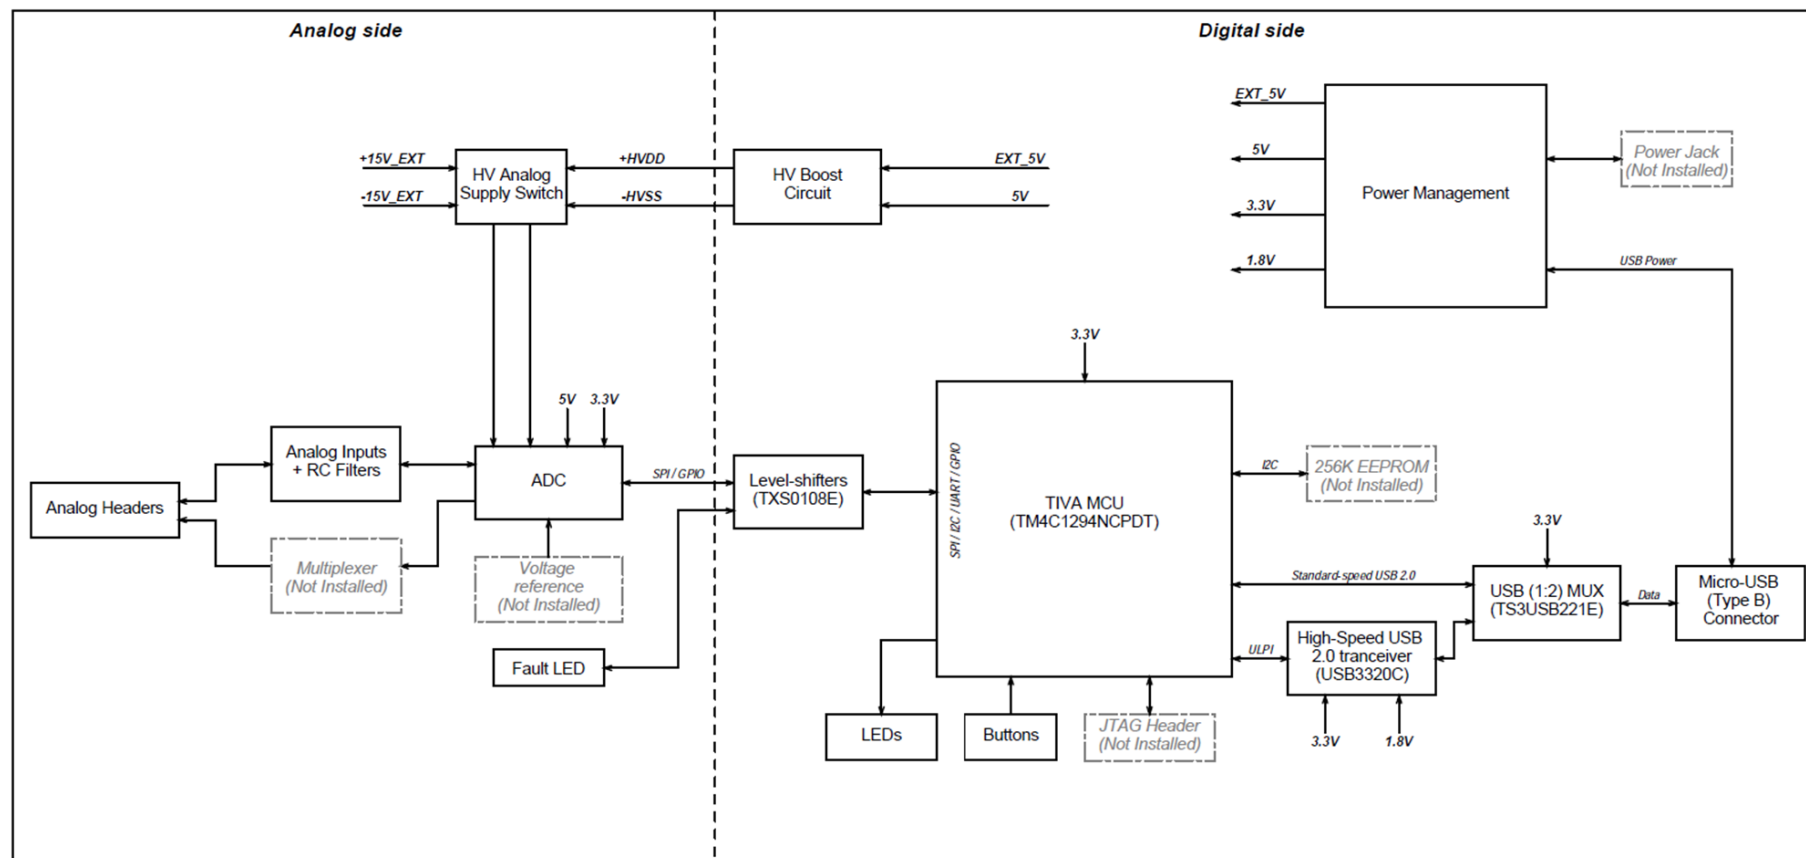 Analog side
Digital side
EXT_5V
+15V_EXT
+HVDD
EXT_5V
5V
Power Jack
(Not Installed)
HV Analog
Supply Switch
HV Boost
Circuit
Power Management
-15V_EXT
-HVSS
5V
3.3V
1.8V
USB Power
3.3V
5V
3.3V
Analog Inputs
+ RC Filters
ADC
SPI / GPIO
Level-shifters
(TXS0108E)
SPI / I2C / UART / GPIO
TIVA MCU
(TM4C1294NCPDT)
I2C
256K EEPROM
(Not Installed)
Analog Headers
3.3V
Multiplexer
(Not Installed)
Voltage
reference
(Not Installed)
Standard-speed USB 2.0
USB (1:2) MUX
(TS3USB221E)
Data
Micro-USB
(Type B)
Connector
Fault LED
ULPI
High-Speed USB
2.0 tranceiver
(USB3320C)
LEDs
Buttons
JTAG Header
(Not Installed)
3.3V
1.8V